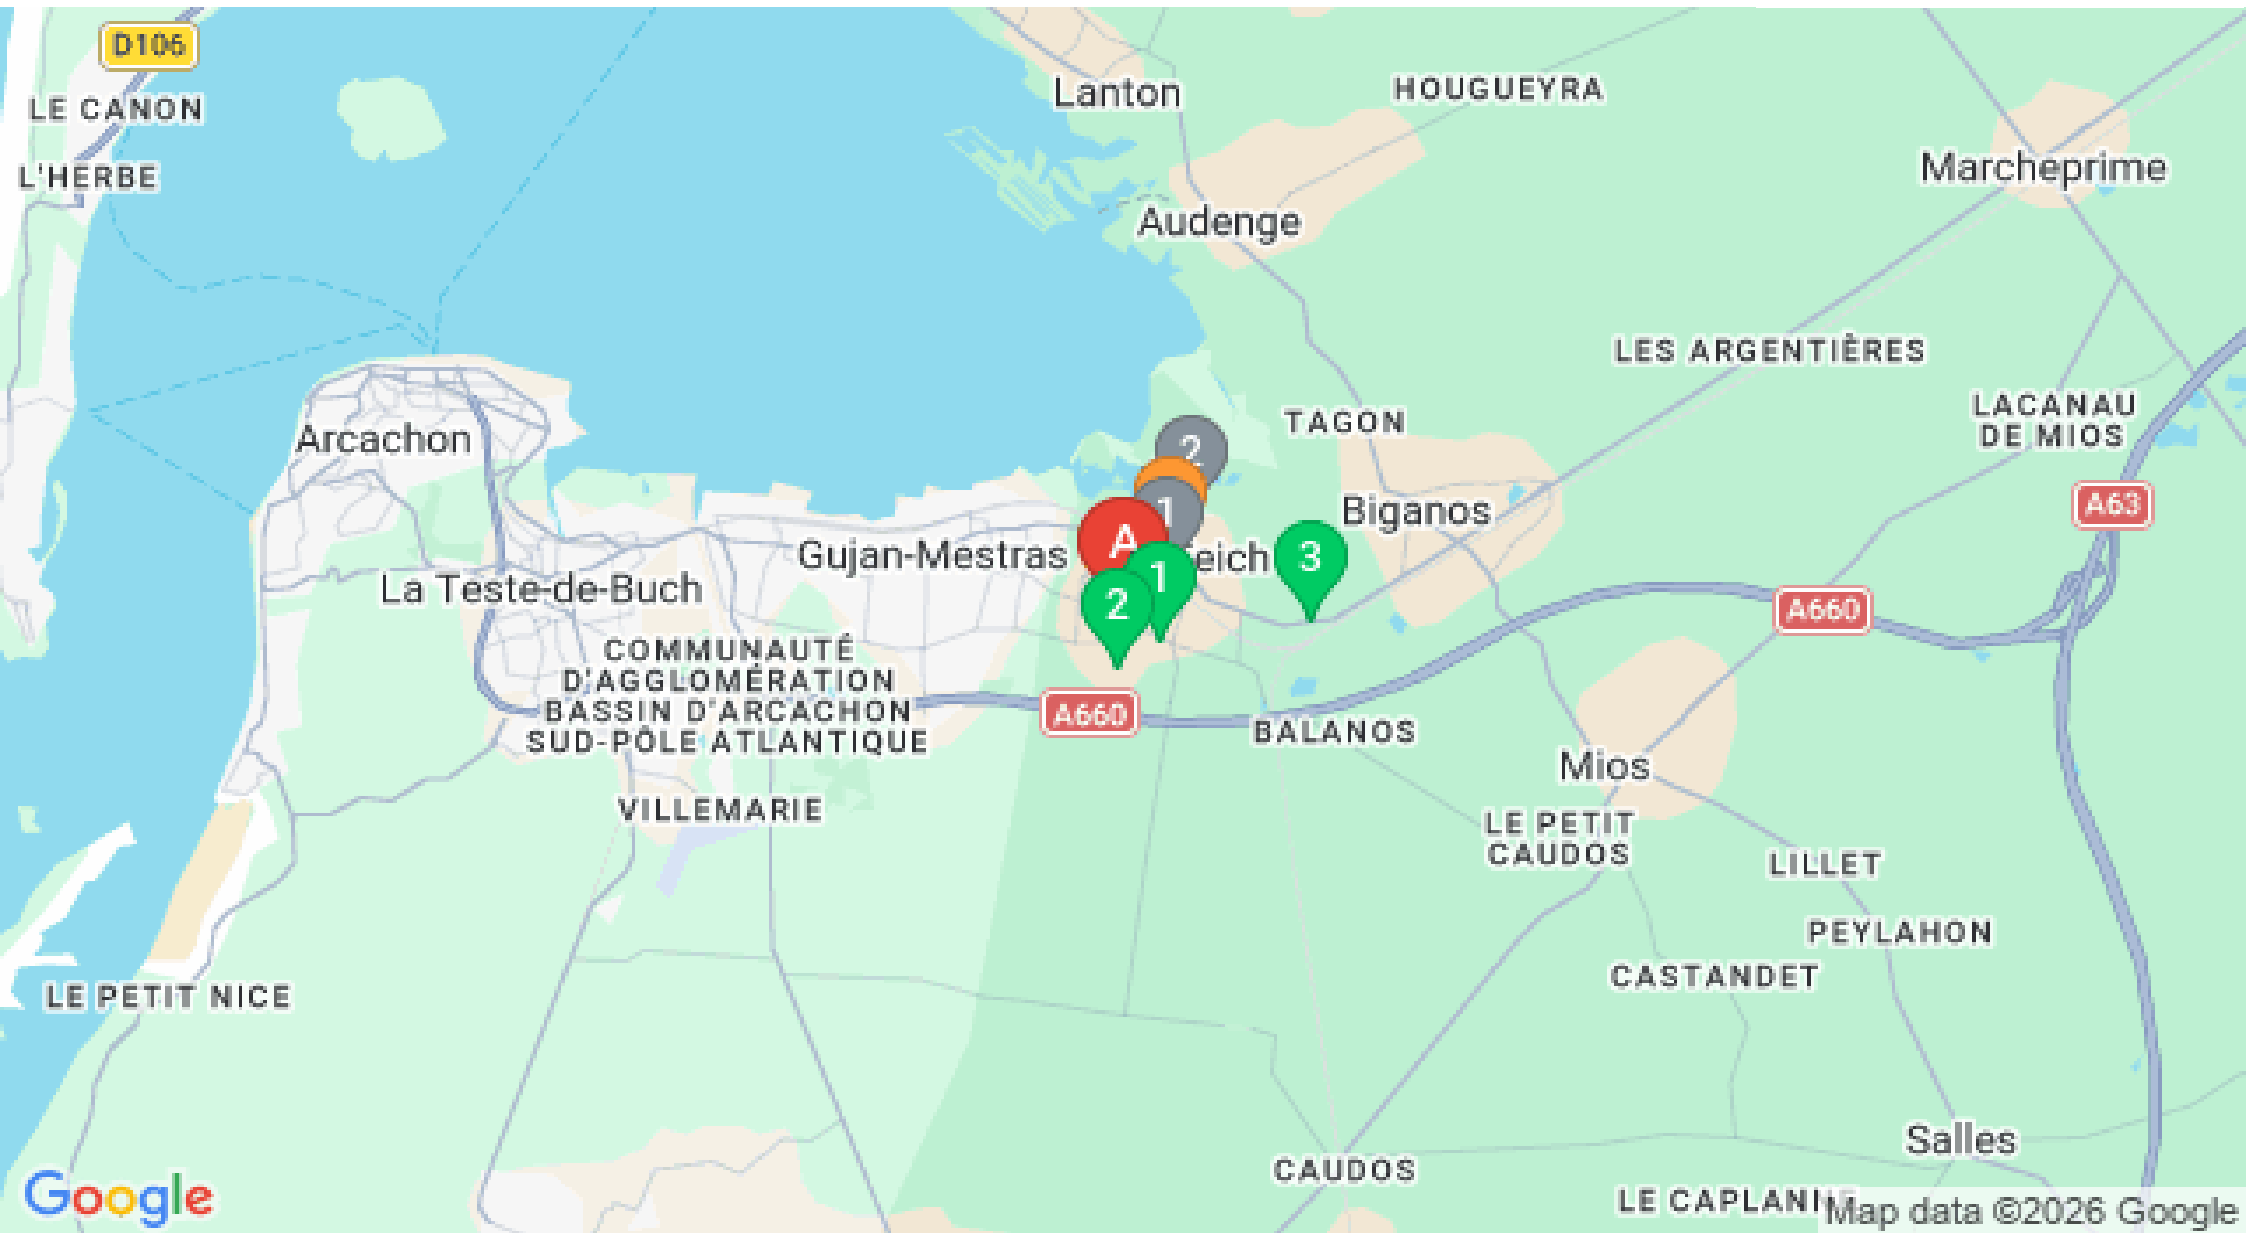 D106
LE CANON
L'HERBE
Lanton
HOUGUEYRA
Marcheprime
Audenge
LES ARGENTIÈRES
LACANAU
DE MIOS
TAGON
Arcachon
2
1
A
Biganos
A63
Gujan-Mestras
eich
3
1
2
La Teste-de-Buch
A660
COMMUNAUTÉ
D'AGGLOMÉRATION
BASSIN D'ARCACHON
SUD-PÔLE ATLANTIQUE
A660
BALANOS
Mios
VILLEMARIE
LE PETIT
CAUDOS
LILLET
PEYLAHON
CASTANDET
LE PETIT NICE
Salles
CAUDOS
Google
LE CAPLANN
Map data ©2026 Google